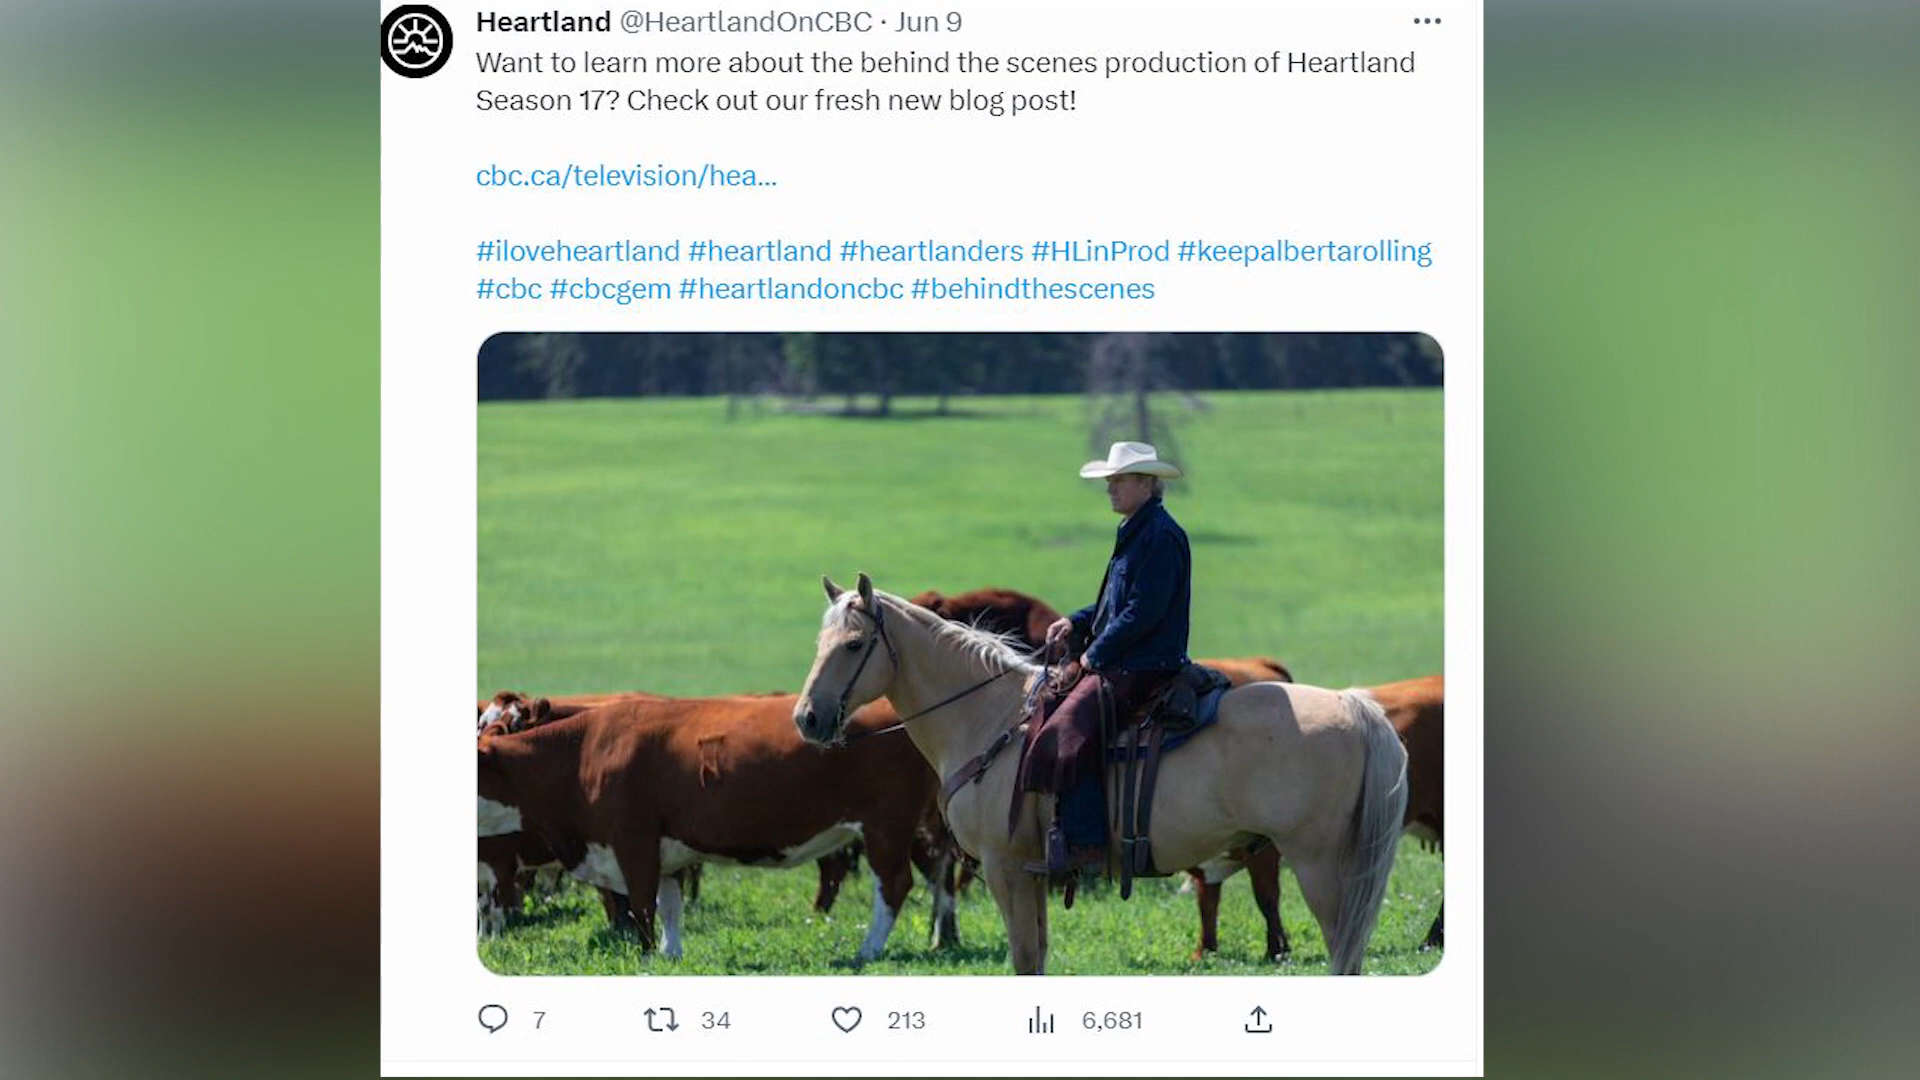 Heartland @HeartlandOnCBC · Jun 9
Want to learn more about the behind the scenes production of Heartland
Season 17? Check out our fresh new blog post!
cbc.ca/television/hea...
#iloveheartland #heartland #heartlanders #HLinProd #keepalbertarolling
#cbc #cbcgem #heartlandoncbc #behindthescenes
7 34 213 6,681